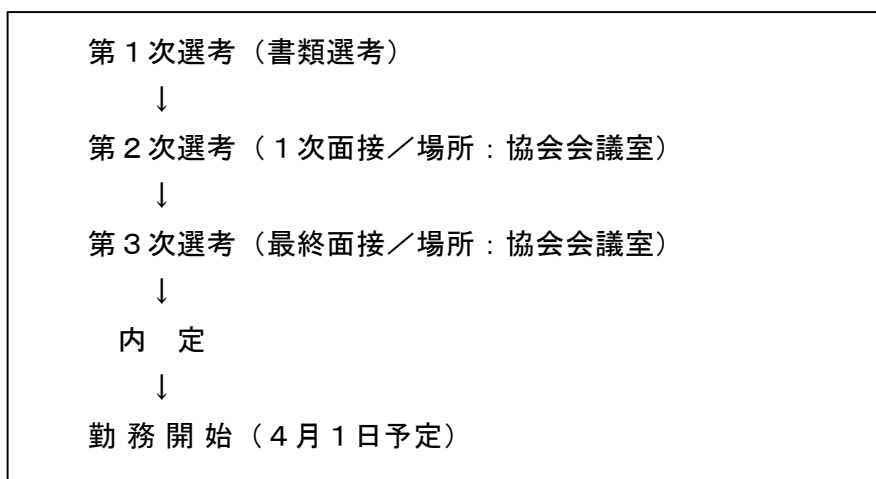 第1次選考（書類選考）
↓
第２次選考（１次面接／場所：協会会議室）
↓
第３次選考（最終面接／場所：協会会議室）
↓
内　定
↓
勤 務 開 始（４月１日予定）